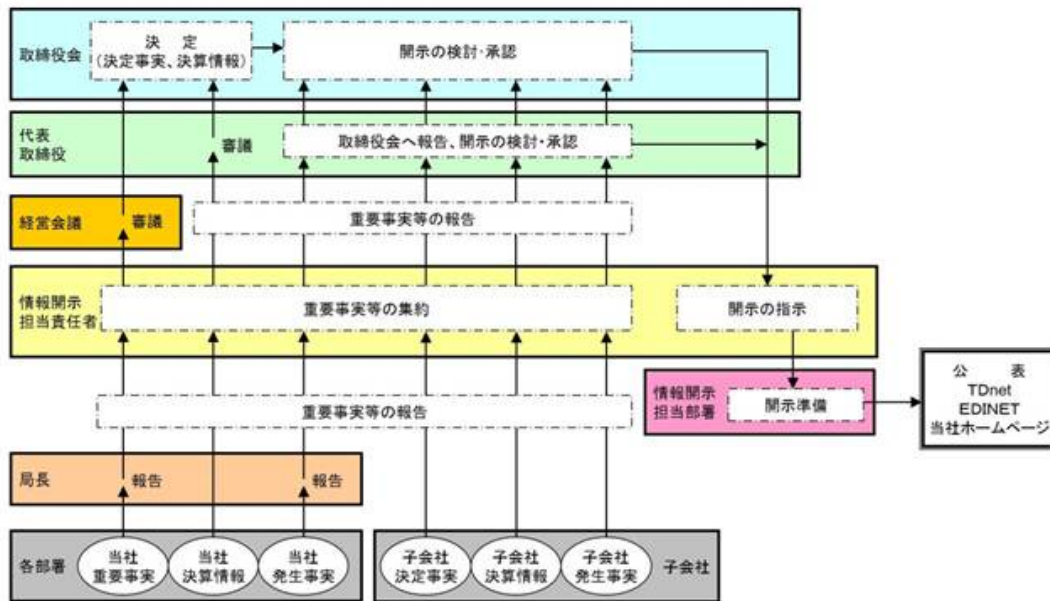 取締役会
決 定
(決定事実、決算情報)
開示の検討・承認
代表
取締役
審議
取締役会へ報告、開示の検討・承認
経営会議
審議
重要事実等の報告
情報開示
担当責任者
重要事実等の集約
開示の指示
重要事実等の報告
情報開示
担当部署
開示準備
公 表
TDnet
EDINET
当社ホームページ
局長
報告
報告
各部署
当社
重要事実
当社
決算情報
当社
発生事実
子会社
決定事実
子会社
決算情報
子会社
発生事実
子会社